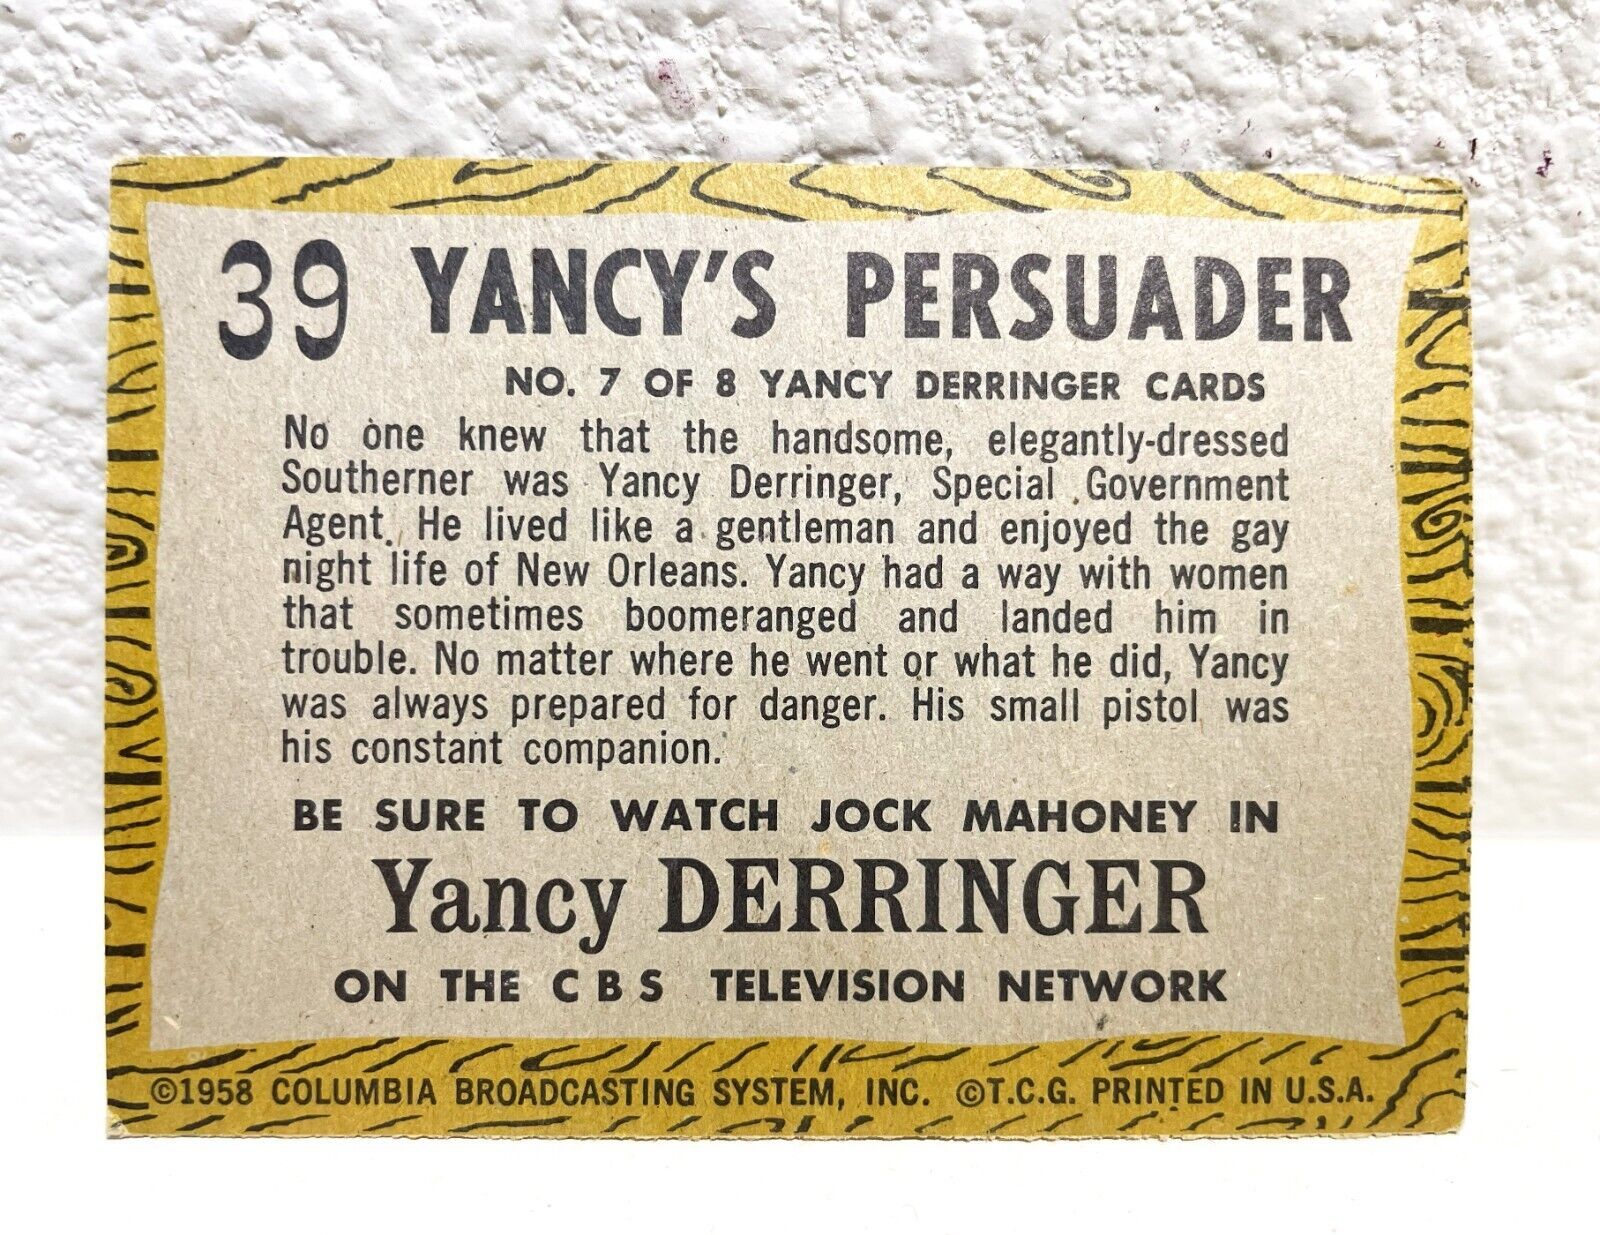 39 YANCY'S PERSUADER
NO. 7 OF 8 YANCY DERRINGER CARDS
No one knew that the handsome, elegantly-dressed
Southerner was Yancy Derringer, Special Government
Agent. He lived like a gentleman and enjoyed the gay
night life of New Orleans. Yancy had a way with women
that sometimes boomeranged and landed him in
trouble. No matter where he went or what he did, Yancy
was always prepared for danger. His small pistol was
his constant companion.
BE SURE TO WATCH JOCK MAHONEY IN
Yancy DERRINGER
ON THE CBS TELEVISION NETWORK
©1958 COLUMBIA BROADCASTING SYSTEM, INC. ©T.C.G. PRINTED IN U.S.A.